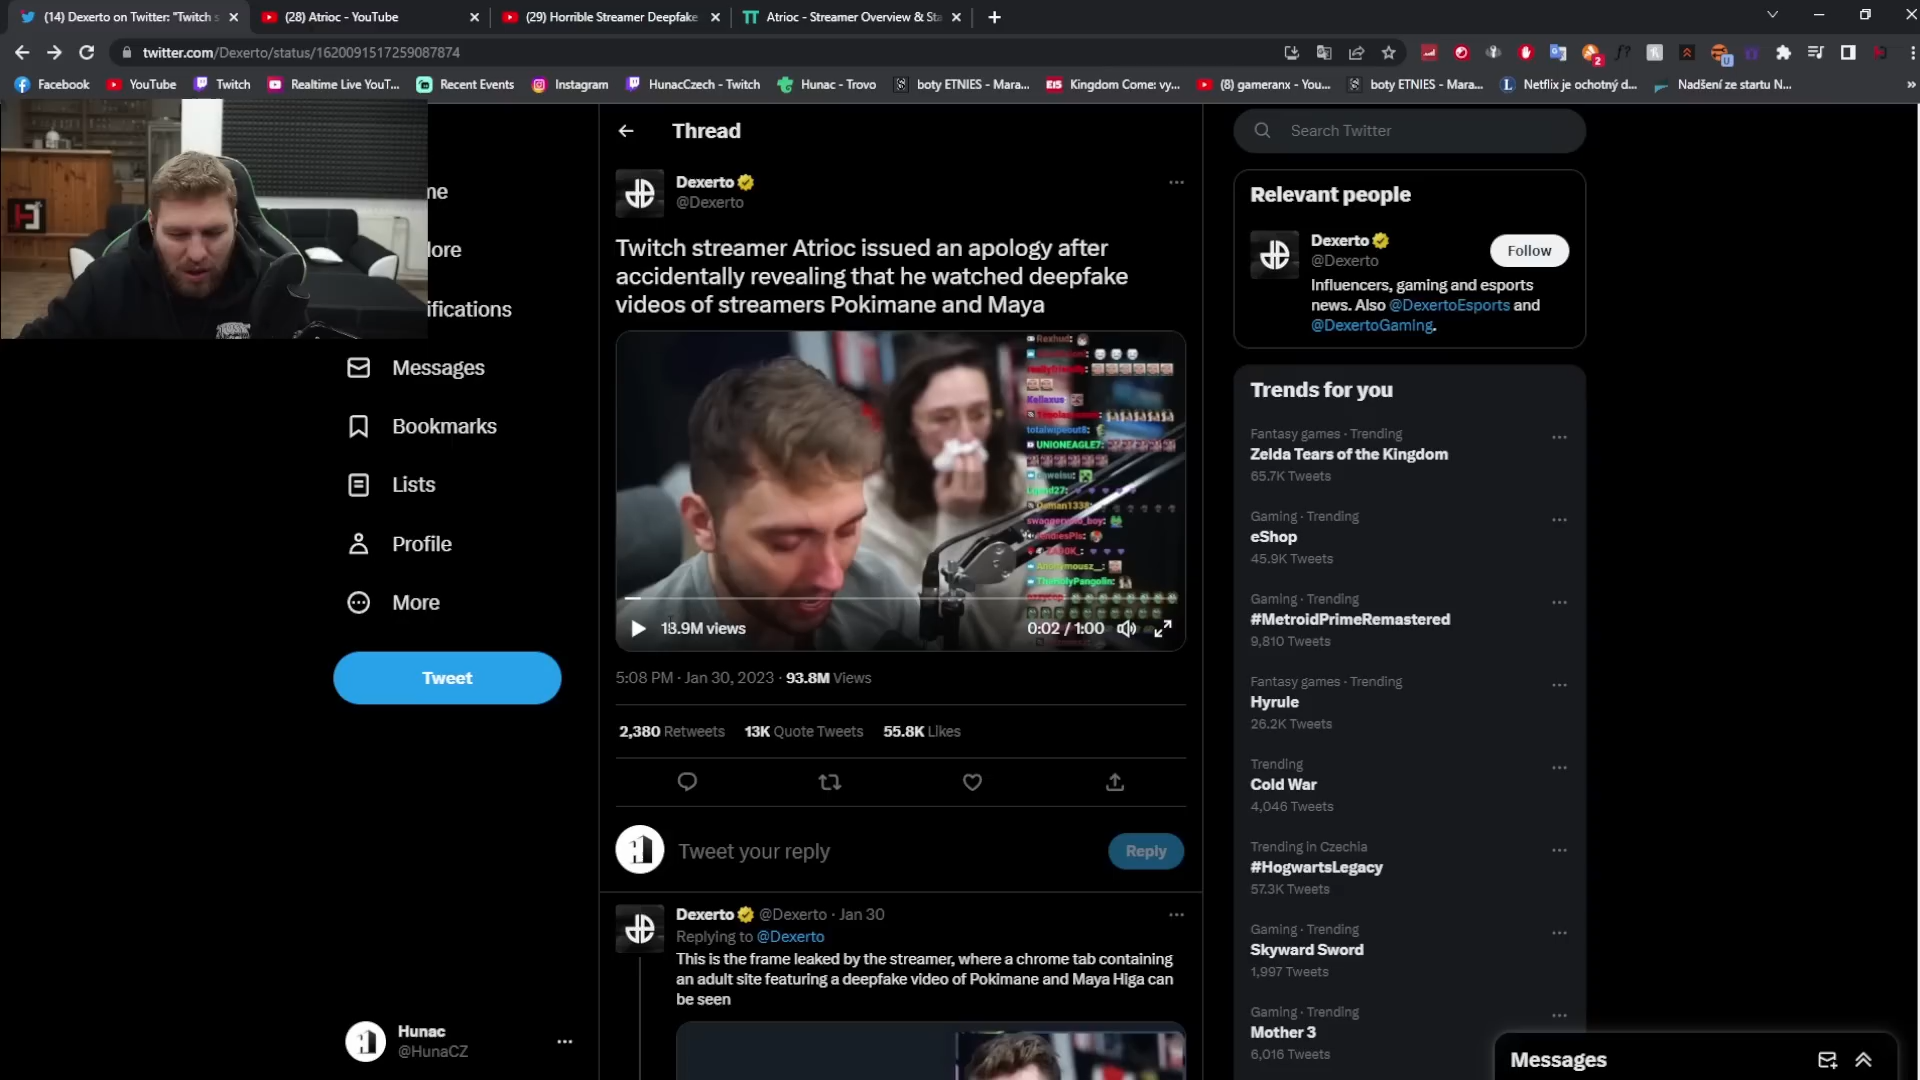 (14) Dexerto on Twitter: "Twitch s
(28) Atrioc - YouTube
(29) Horrible Streamer Deepfake
Atrioc - Streamer Overview & Sta
twitter.com/Dexerto/status/1620091517259087874
Facebook
YouTube
Twitch
Realtime Live YouT...
Recent Events
Instagram
HunacCzech - Twitch
Hunac - Trovo
boty ETNIES - Mara...
Kingdom Come: vy...
(8) gameranx - You...
boty ETNIES - Mara...
Netflix je ochotný d...
Nadšení ze startu N...
me
lore
ifications
Messages
Bookmarks
Lists
Profile
More
Tweet
Hunac
@HunaCZ
Thread
Dexerto
@Dexerto
Twitch streamer Atrioc issued an apology after
accidentally revealing that he watched deepfake
videos of streamers Pokimane and Maya
Rexhud:
Kellaxus:
totalwipeout8:
UNIONEAGLE7:
Osman1338:
TheHolyPangolin:
18.9M views
0:02 / 1:00
5:08 PM · Jan 30, 2023 · 93.8M Views
2,380 Retweets 13K Quote Tweets 55.8K Likes
Tweet your reply
Reply
Dexerto @Dexerto · Jan 30
Replying to @Dexerto
This is the frame leaked by the streamer, where a chrome tab containing
an adult site featuring a deepfake video of Pokimane and Maya Higa can
be seen
Search Twitter
Relevant people
Dexerto
@Dexerto
Follow
Influencers, gaming and esports
news. Also @DexertoEsports and
@DexertoGaming.
Trends for you
Fantasy games · Trending
Zelda Tears of the Kingdom
65.7K Tweets
Gaming · Trending
eShop
45.9K Tweets
Gaming · Trending
#MetroidPrimeRemastered
9,810 Tweets
Fantasy games · Trending
Hyrule
26.2K Tweets
Trending
Cold War
4,046 Tweets
Trending in Czechia
#HogwartsLegacy
57.3K Tweets
Gaming · Trending
Skyward Sword
1,997 Tweets
Gaming · Trending
Mother 3
6,016 Tweets
Messages